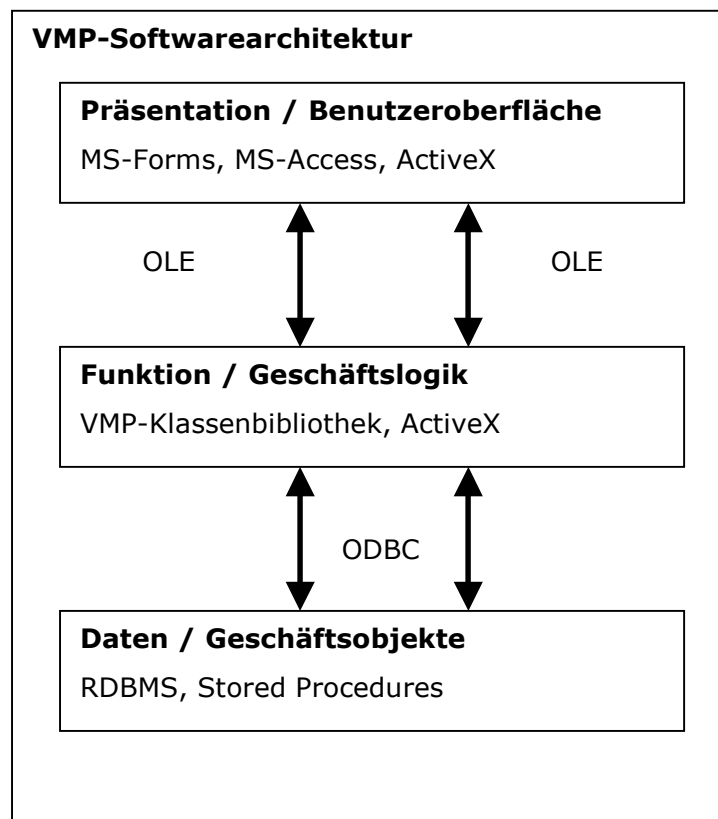 VMP-Softwarearchitektur
Präsentation / Benutzeroberfläche
MS-Forms, MS-Access, ActiveX
OLE OLE
Funktion / Geschäftslogik
VMP-Klassenbibliothek, ActiveX
ODBC
Daten / Geschäftsobjekte
RDBMS, Stored Procedures